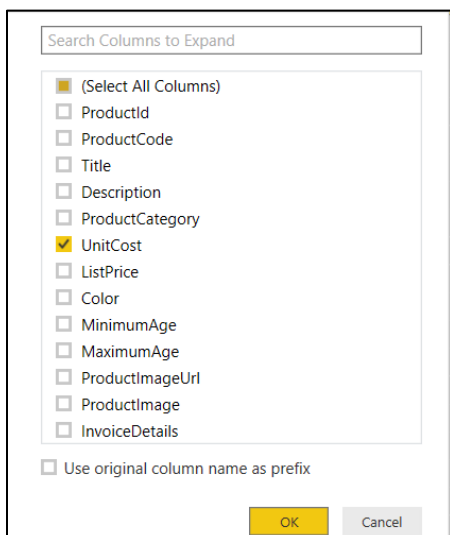 Search Columns to Expand
(Select All Columns)
ProductId
ProductCode
Title
Description
ProductCategory
UnitCost
ListPrice
Color
MinimumAge
MaximumAge
ProductImageUrl
ProductImage
InvoiceDetails
Use original column name as prefix
OK Cancel